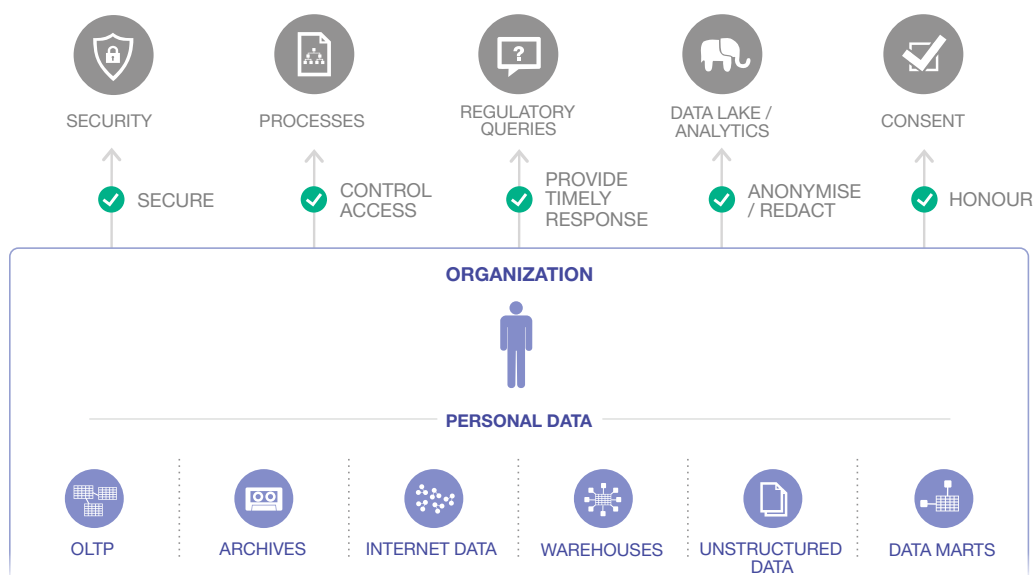 SECURITY
PROCESSES
REGULATORY
QUERIES
DATA LAKE /
ANALYTICS
CONSENT
SECURE
CONTROL
ACCESS
PROVIDE
TIMELY
RESPONSE
ANONYMISE
/ REDACT
HONOUR
ORGANIZATION
PERSONAL DATA
OLTP
ARCHIVES
INTERNET DATA
WAREHOUSES
UNSTRUCTURED
DATA
DATA MARTS